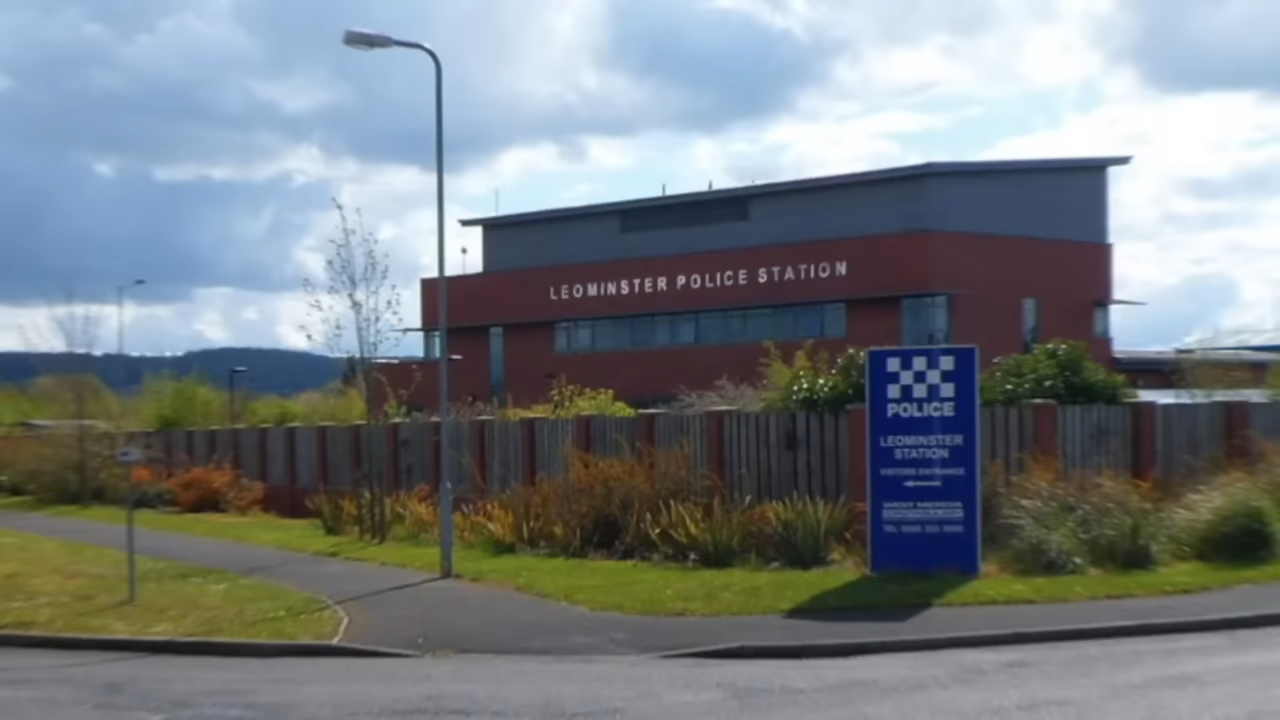 LEOMINSTER POLICE STATION
POLICE
LEOMINSTER
STATION
VISITORS ENTRANCE